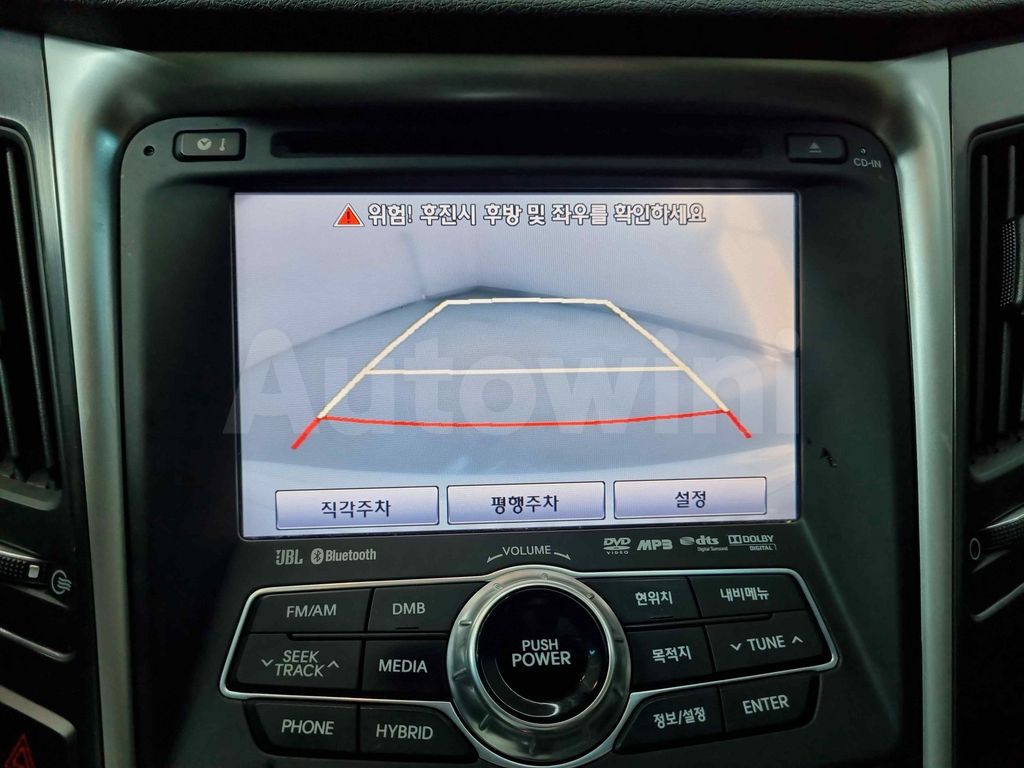 CD-IN
위험! 후진시 후방 및 좌우를 확인하세요
Autowini
직각주차 평행주차 설정
JBL Bluetooth VOLUME DVD VIDEO MP3 dts Digital Surround DOLBY DIGITAL
FM/AM DMB 현위치 내비메뉴
SEEK TRACK MEDIA PUSH POWER 목적지 TUNE
PHONE HYBRID 정보/설정 ENTER